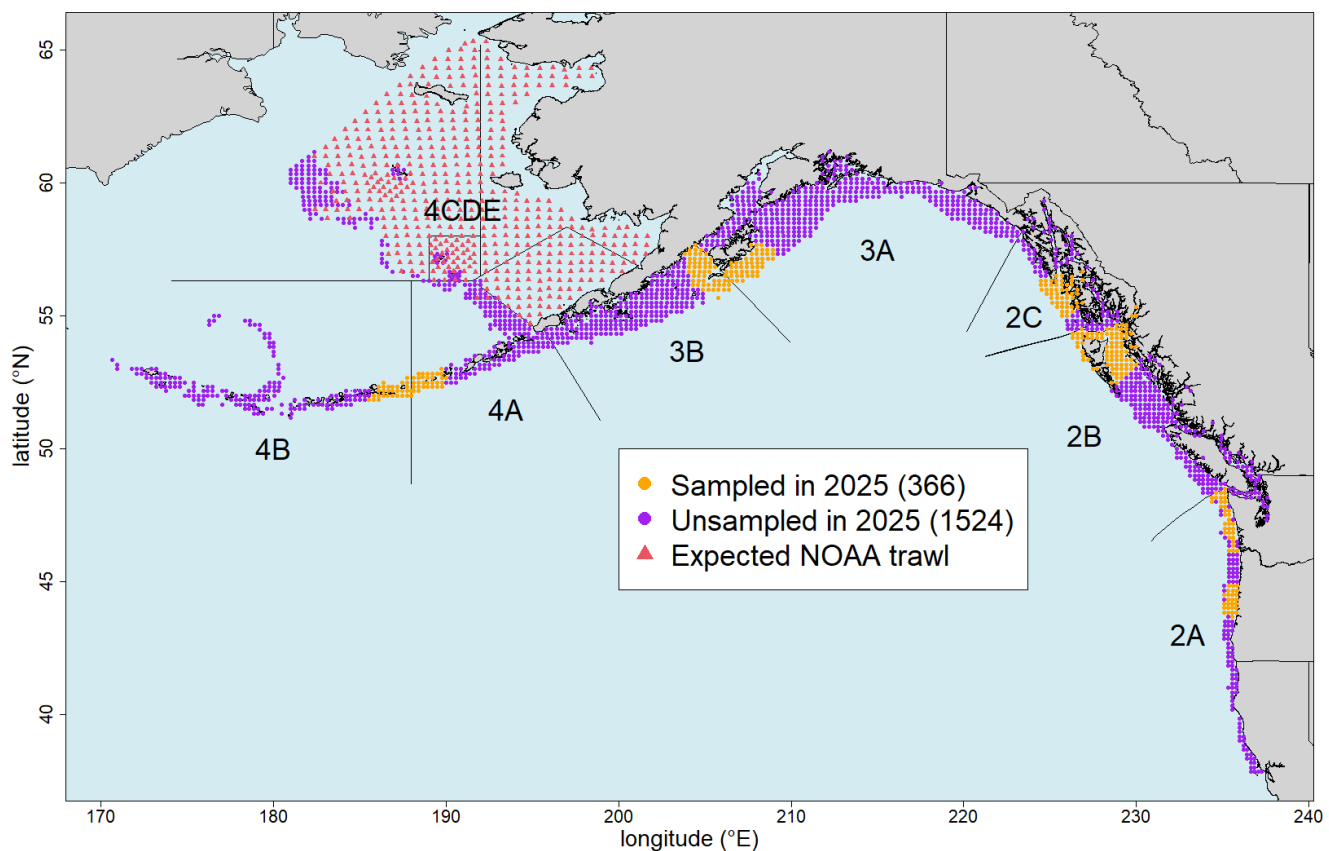 65
60
55
50
45
40
latitude (°N)
4CDE
3A
2C
3B
4A
4B
2B
2A
Sampled in 2025 (366)
Unsampled in 2025 (1524)
Expected NOAA trawl
170
180
190
200
210
220
230
240
longitude (°E)